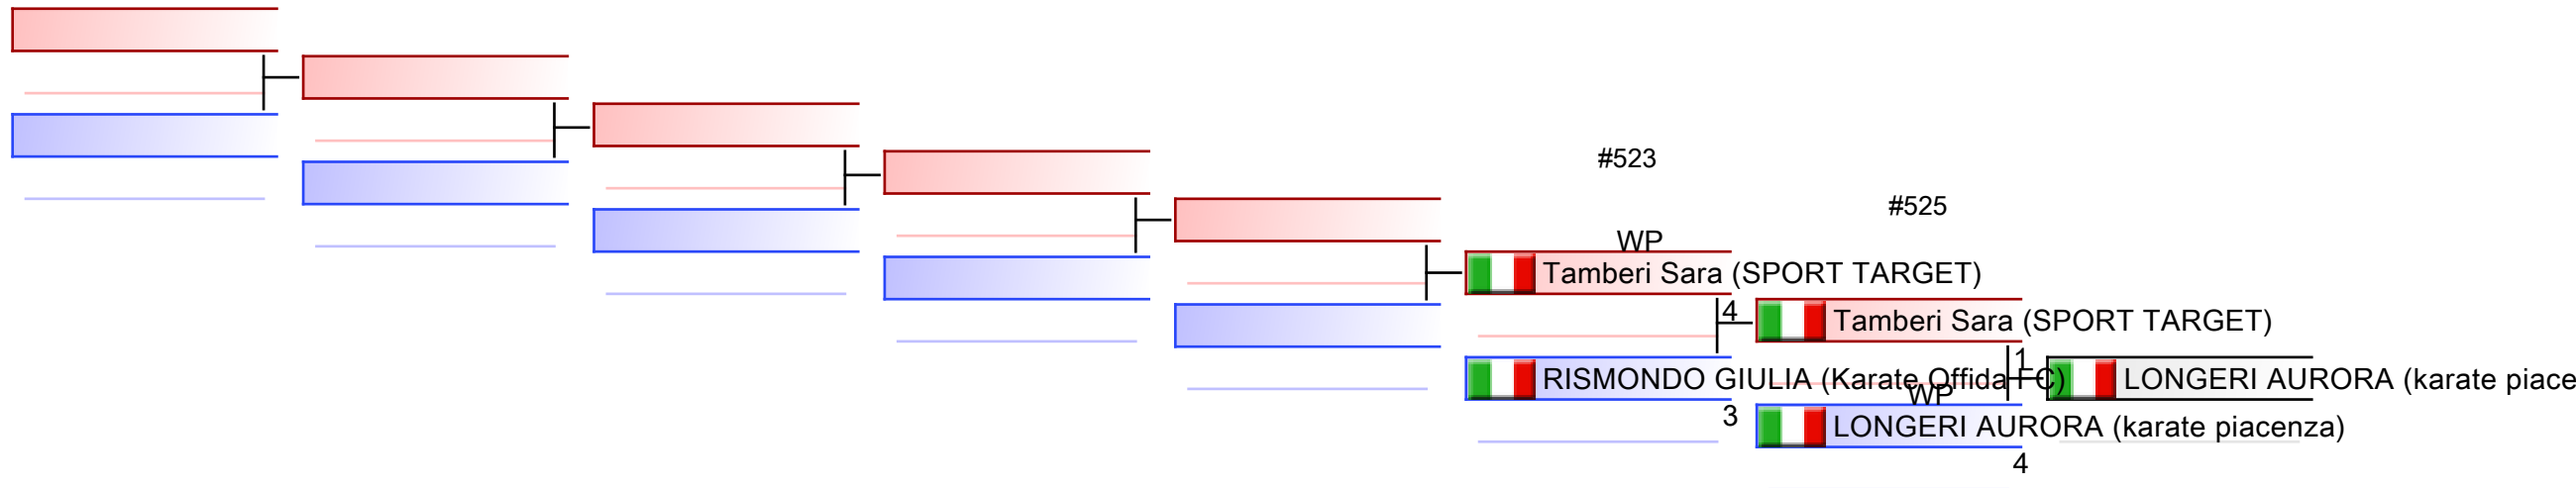 #523
#525
WP
Tamberi Sara (SPORT TARGET)
4
Tamberi Sara (SPORT TARGET)
1
RISMONDO GIULIA (Karate Offida FC)
LONGERI AURORA (karate piace
WP
3
LONGERI AURORA (karate piacenza)
4